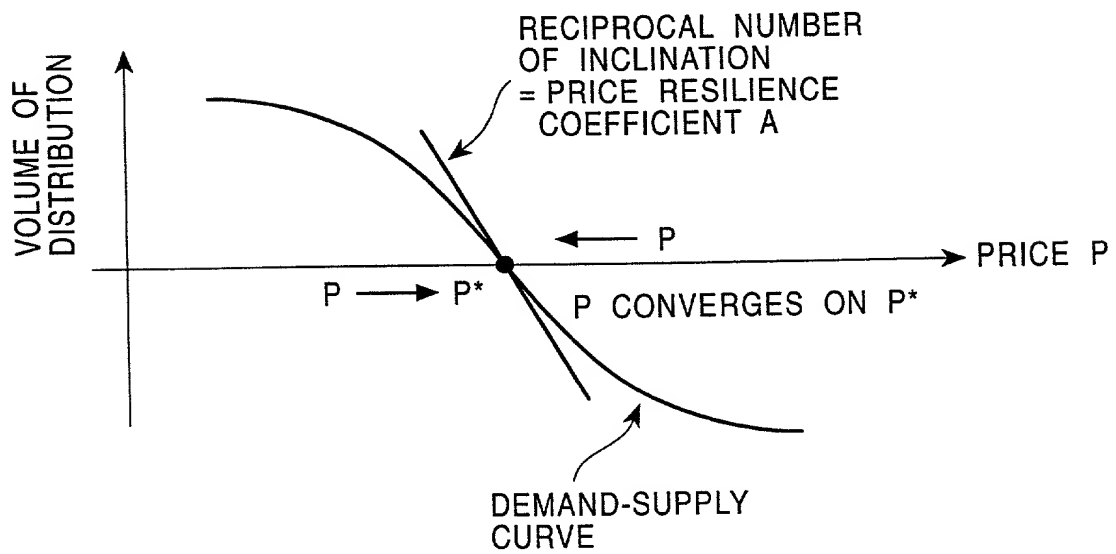 RECIPROCAL NUMBER
OF INCLINATION
= PRICE RESILIENCE
COEFFICIENT A
VOLUME OF
DISTRIBUTION
P
PRICE P
P
P*
P CONVERGES ON P*
DEMAND-SUPPLY
CURVE